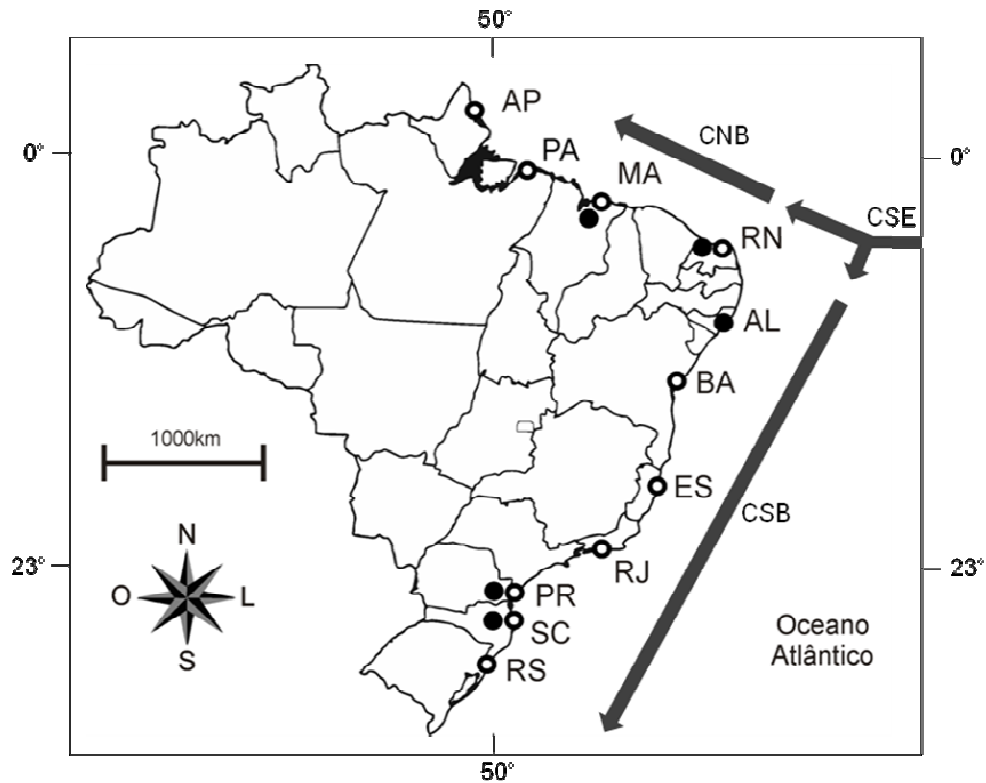 50°
AP
CNB
0°
PA
0°
MA
CSE
RN
AL
BA
1000km
ES
CSB
N
23°
RJ
23°
O
L
PR
Oceano
Atlântico
SC
S
RS
50°